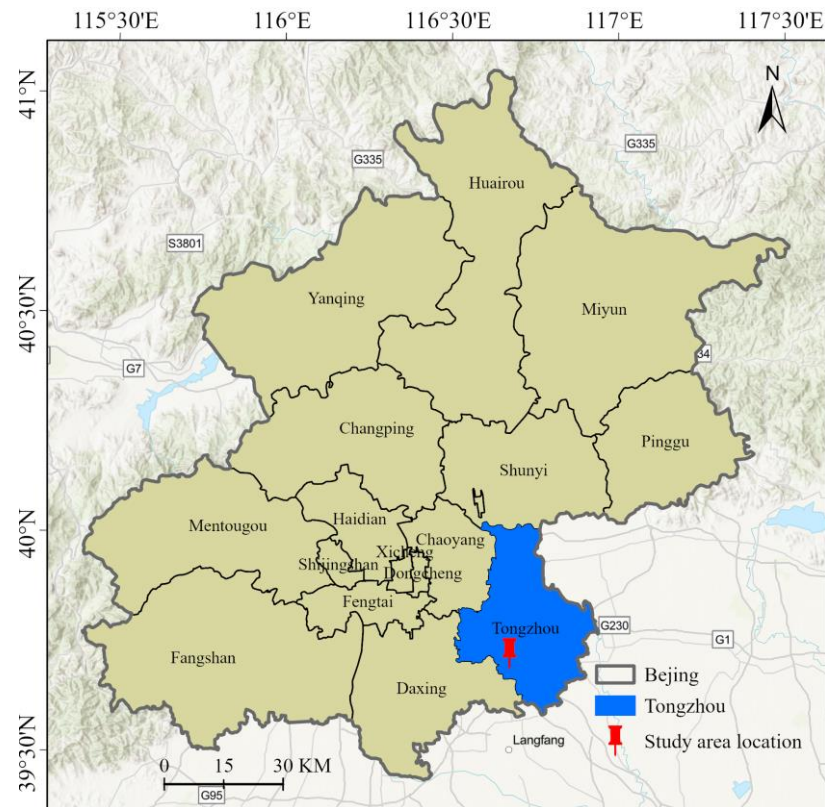 115°30'E 116°E 116°30'E 117°E 117°30'E
41°N
N
G335
G335
Huairou
S3801
Yanqing
Miyun
40°30'N
G7
34
Changping
Pinggu
Shunyi
Mentougou
Haidian
40°N
Chaoyang
Xicheng
Shijingshan
Dongcheng
Fengtai
Tongzhou
G230
G1
Fangshan
Daxing
Bejing
Tongzhou
Langfang
Study area location
39°30'N
0 15 30 KM
G95